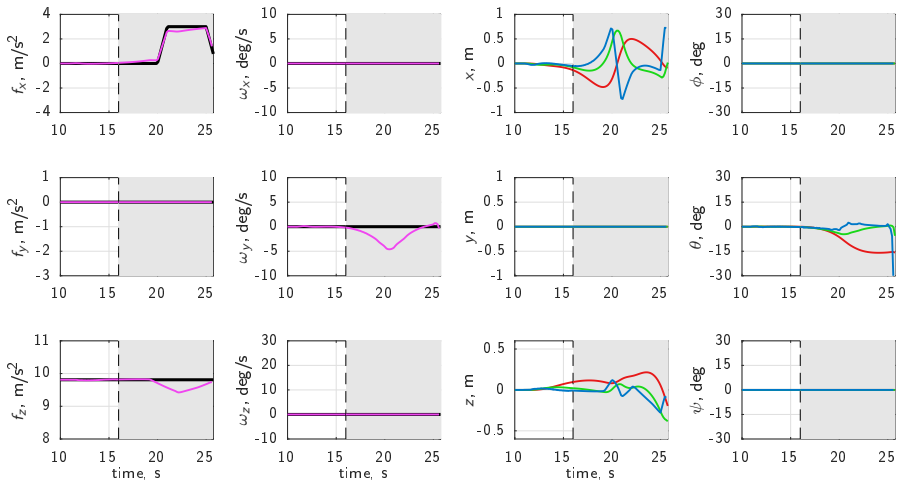 4
2
0
-2
-4
f_x, m/s²
10 15 20 25
10
5
0
-5
-10
ω_x, deg/s
10 15 20 25
1
0.5
0
-0.5
-1
x, m
10 15 20 25
30
15
0
-15
-30
ϕ, deg
10 15 20 25
1
0
-1
-2
-3
f_y, m/s²
10 15 20 25
10
5
0
-5
-10
ω_y, deg/s
10 15 20 25
1
0.5
0
-0.5
-1
y, m
10 15 20 25
30
15
0
-15
-30
θ, deg
10 15 20 25
11
10
9
8
f_z, m/s²
10 15 20 25
time, s
30
20
10
0
-10
ω_z, deg/s
10 15 20 25
time, s
0.5
0
-0.5
z, m
10 15 20 25
time, s
30
15
0
-15
-30
ψ, deg
10 15 20 25
time, s